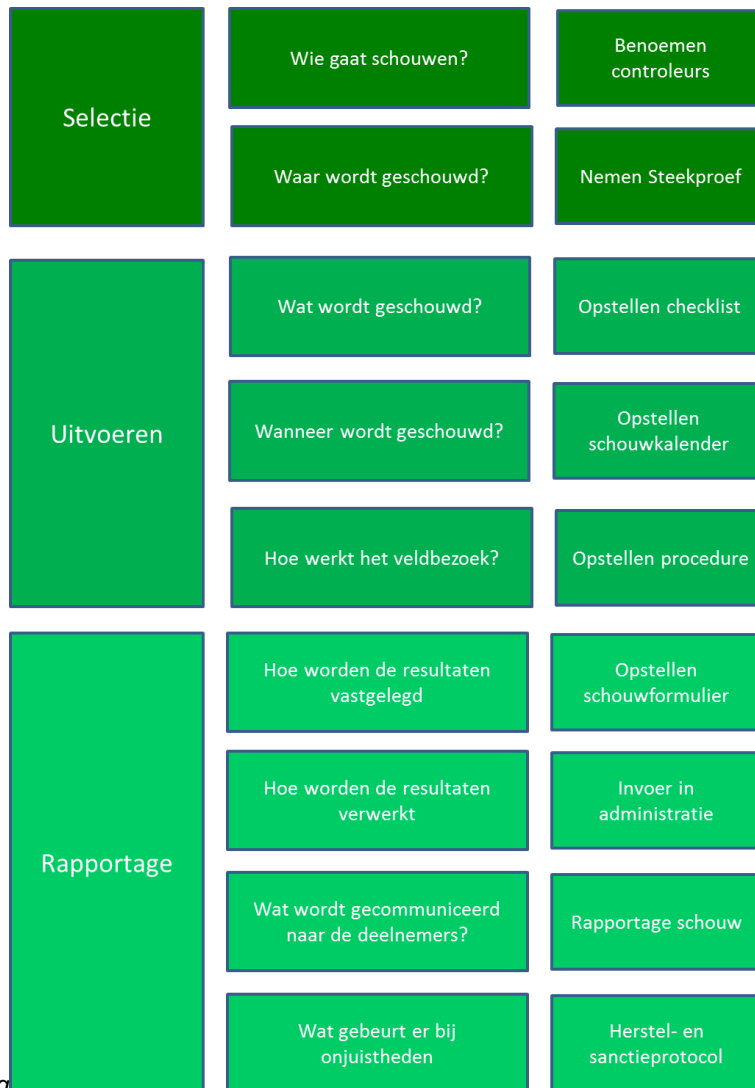 Selectie
Wie gaat schouwen?
Benoemen
controleurs
Waar wordt geschouwd?
Nemen Steekproef
Uitvoeren
Wat wordt geschouwd?
Opstellen checklist
Wanneer wordt geschouwd?
Opstellen
schouwkalender
Hoe werkt het veldbezoek?
Opstellen procedure
Rapportage
Hoe worden de resultaten
vastgelegd
Opstellen
schouwformulier
Hoe worden de resultaten
verwerkt
Invoer in
administratie
Wat wordt gecommuniceerd
naar de deelnemers?
Rapportage schouw
Wat gebeurt er bij
onjuistheden
Herstel- en
sanctieprotocol